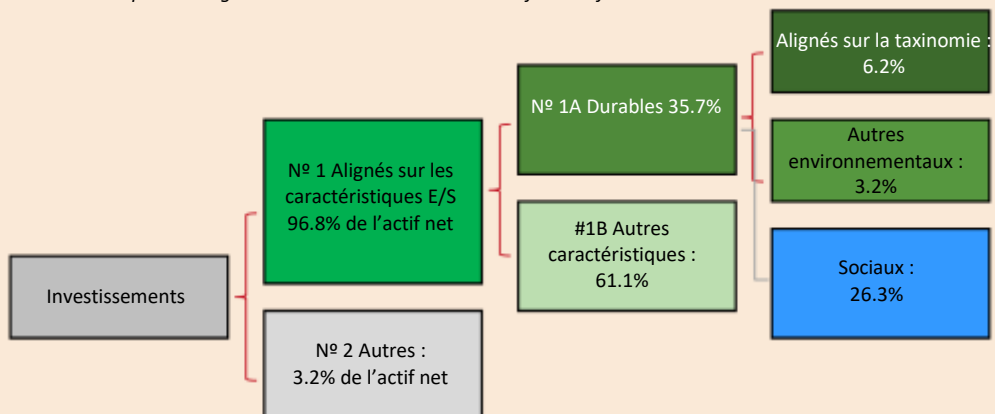 Investissements
Nº 1 Alignés sur les
caractéristiques E/S
96.8% de l’actif net
Nº 2 Autres :
3.2% de l’actif net
Nº 1A Durables 35.7%
#1B Autres
caractéristiques :
61.1%
Alignés sur la taxinomie :
6.2%
Autres
environnementaux :
3.2%
Sociaux :
26.3%